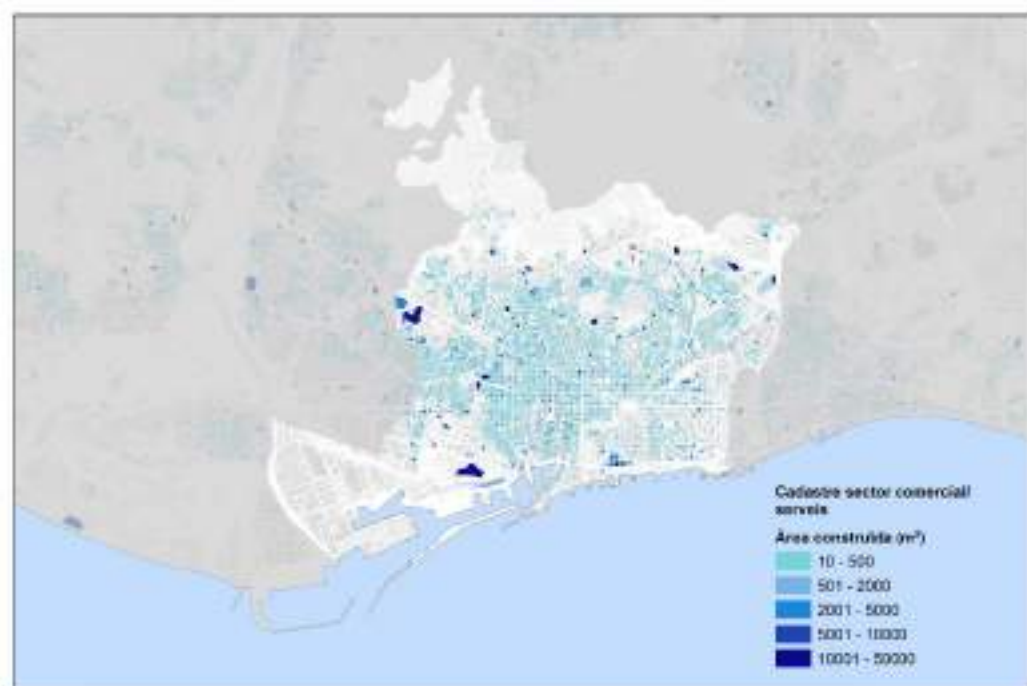 Cadastre sector comercial/
serveis
Àrea construïda (m²)
10 - 500
501 - 2000
2001 - 5000
5001 - 10000
10001 - 50000